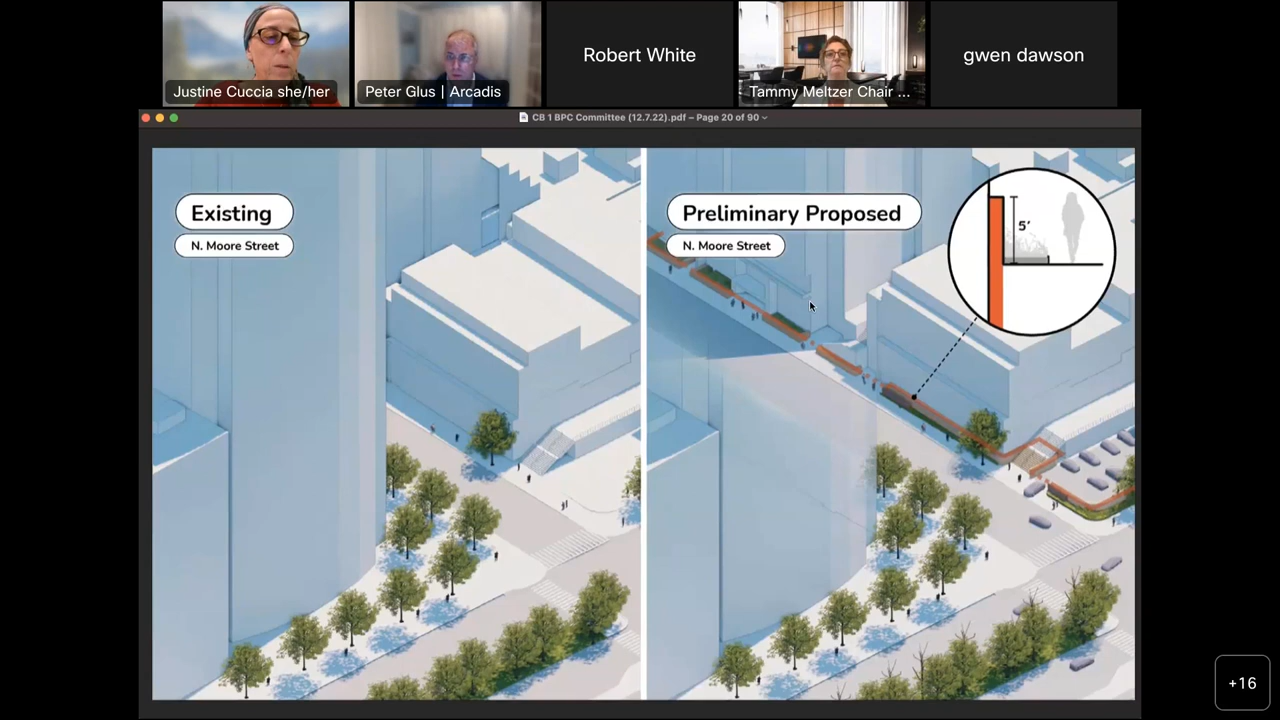 Justine Cuccia she/her
Peter Glus | Arcadis
Robert White
Tammy Meltzer Chair ...
gwen dawson
CB 1 BPC Committee (12.7.22).pdf – Page 20 of 90
Existing
N. Moore Street
Preliminary Proposed
N. Moore Street
5'
+16